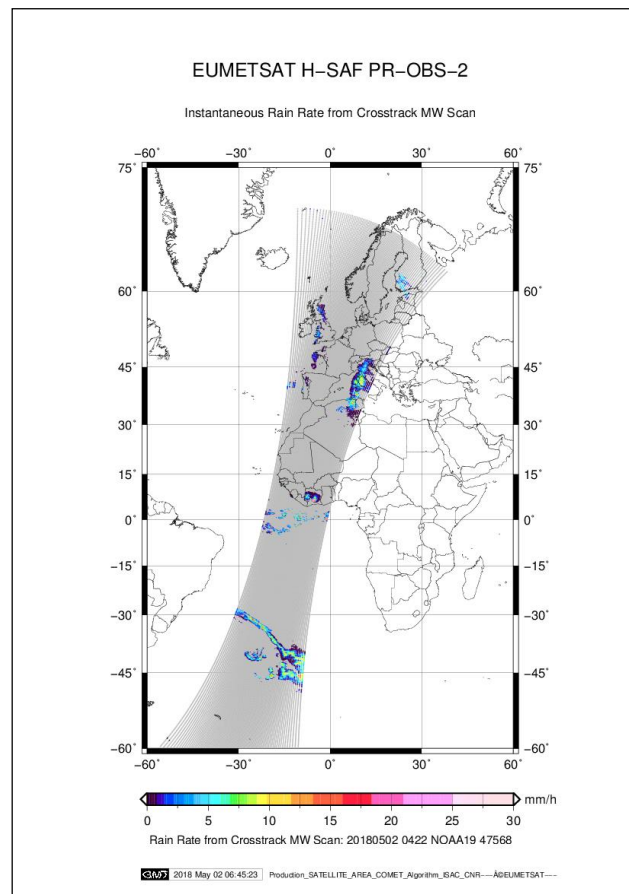 EUMETSAT H−SAF PR−OBS−2
Instantaneous Rain Rate from Crosstrack MW Scan
−60˚ −30˚ 0˚ 30˚ 60˚
75˚ 75˚
60˚ 60˚
45˚ 45˚
30˚ 30˚
15˚ 15˚
0˚ 0˚
−15˚ −15˚
−30˚ −30˚
−45˚ −45˚
−60˚ −60˚
−60˚ −30˚ 0˚ 30˚ 60˚
mm/h
0 5 10 15 20 25 30
Rain Rate from Crosstrack MW Scan: 20180502 0422 NOAA19 47568
GMT 2018 May 02 06:45:23 Production_SATELLITE_AREA_COMET_Algorithm_ISAC_CNR−−−Â©EUMETSAT−−−